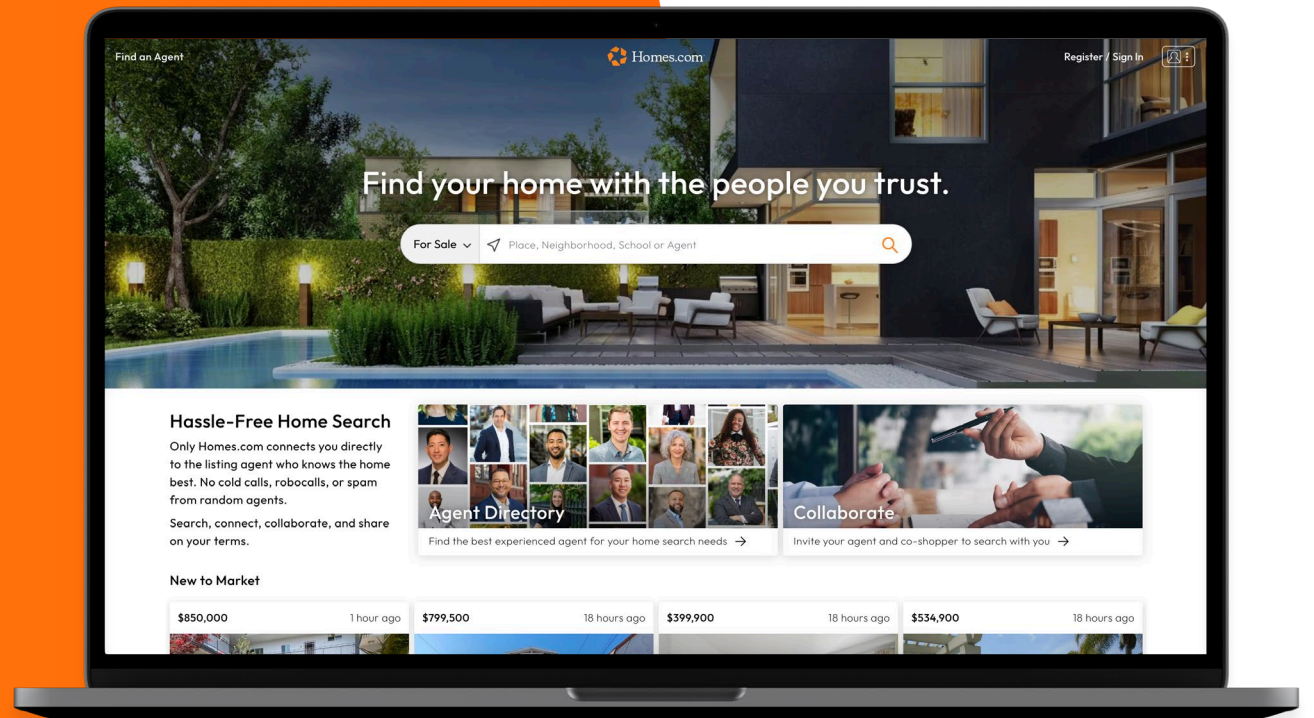 Find an Agent
Homes.com
Register / Sign In
Find your home with the people you trust.
For Sale
Place, Neighborhood, School or Agent
Hassle-Free Home Search
Only Homes.com connects you directly
to the listing agent who knows the home
best. No cold calls, robocalls, or spam
from random agents.
Search, connect, collaborate, and share
on your terms.
Agent Directory
Find the best experienced agent for your home search needs →
Collaborate
Invite your agent and co-shopper to search with you →
New to Market
$850,000 1 hour ago
$799,500 18 hours ago
$399,900 18 hours ago
$534,900 18 hours ago